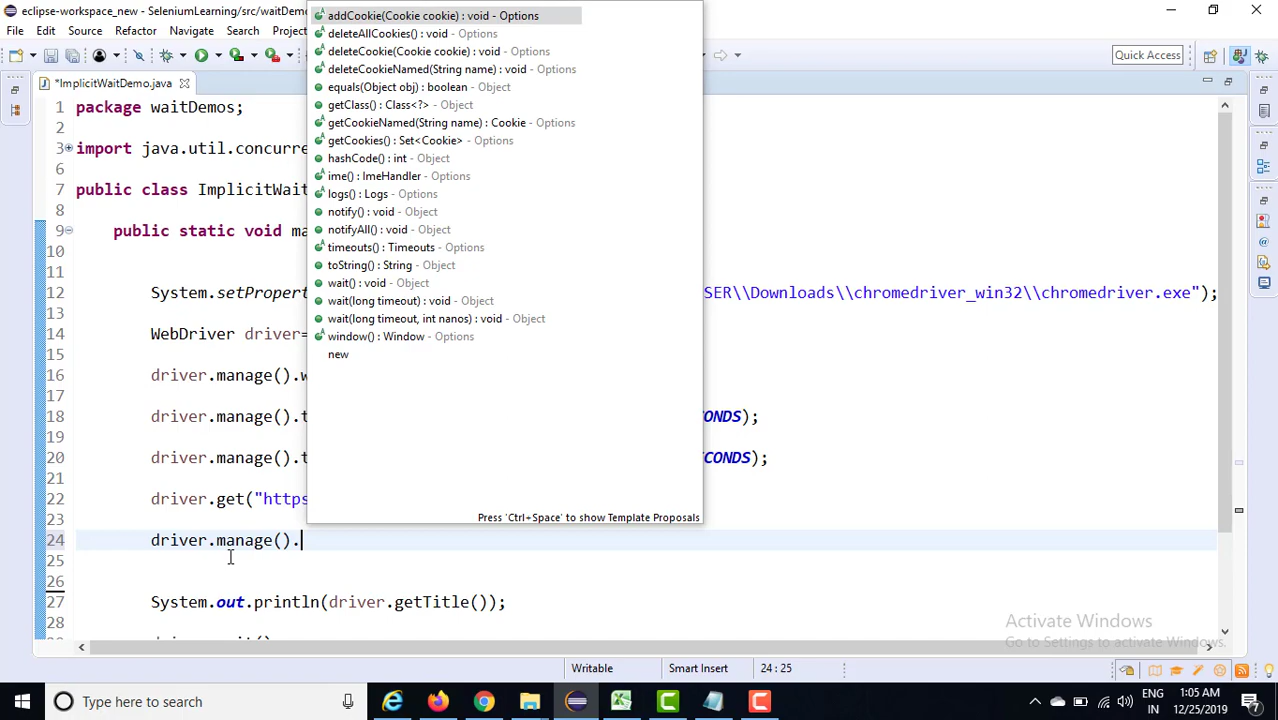 eclipse-workspace_new - SeleniumLearning/src/waitDemo
File Edit Source Refactor Navigate Search Project
Quick Access
*ImplicitWaitDemo.java
1 package waitDemos;
2
3 import java.util.concurre
6
7 public class ImplicitWait
8
9 public static void ma
10
11
12 System.setPropert SER\\Downloads\\chromedriver_win32\\chromedriver.exe");
13
14 WebDriver driver=
15
16 driver.manage().w
17
18 driver.manage().t CONDS);
19
20 driver.manage().t CONDS);
21
22 driver.get("https
23
24 driver.manage().
25
26
27 System.out.println(driver.getTitle());
28
addCookie(Cookie cookie) : void - Options
deleteAllCookies() : void - Options
deleteCookie(Cookie cookie) : void - Options
deleteCookieNamed(String name) : void - Options
equals(Object obj) : boolean - Object
getClass() : Class<?> - Object
getCookieNamed(String name) : Cookie - Options
getCookies() : Set<Cookie> - Options
hashCode() : int - Object
ime() : ImeHandler - Options
logs() : Logs - Options
notify() : void - Object
notifyAll() : void - Object
timeouts() : Timeouts - Options
toString() : String - Object
wait() : void - Object
wait(long timeout) : void - Object
wait(long timeout, int nanos) : void - Object
window() : Window - Options
new
Press 'Ctrl+Space' to show Template Proposals
Activate Windows
Go to Settings to activate Windows.
Writable Smart Insert 24 : 25
Type here to search
ENG
IN
1:05 AM
12/25/2019
7